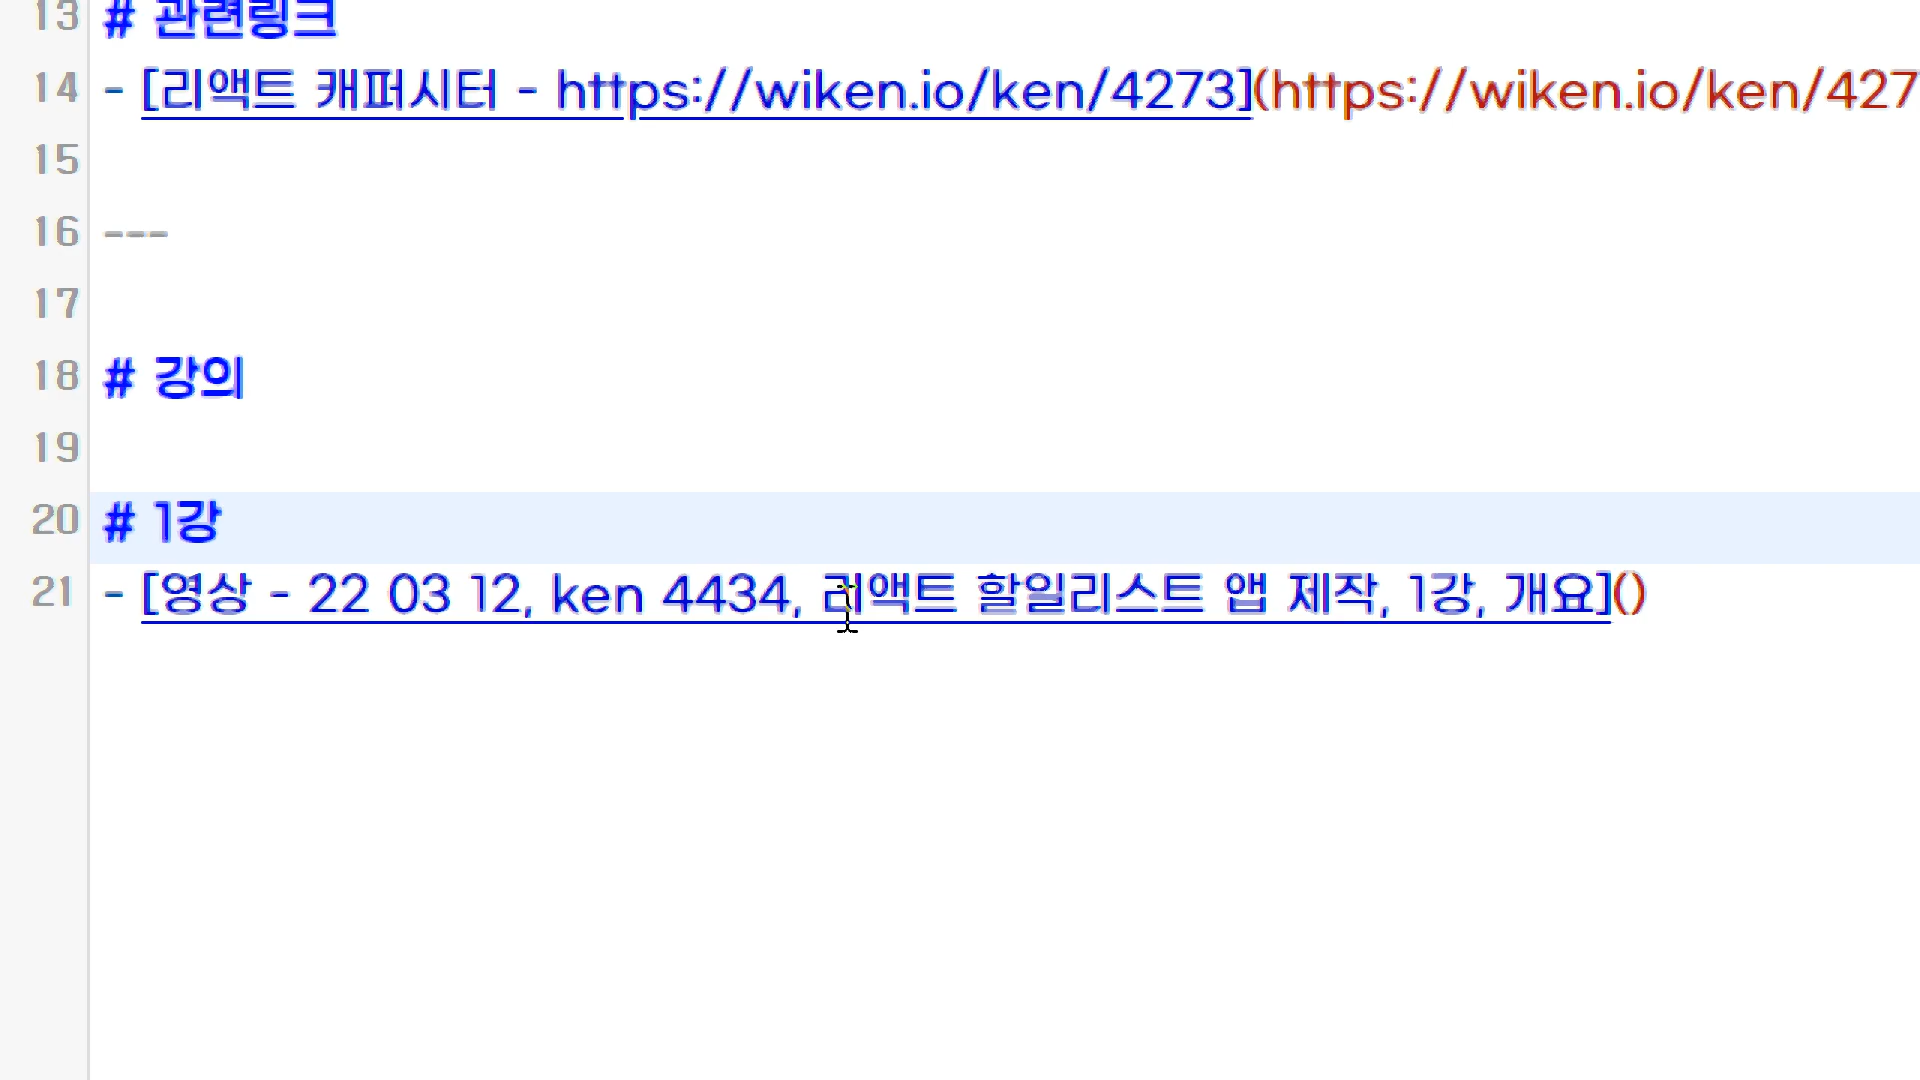 13 # 관련링크
14 - [리액트 캐퍼시터 - https://wiken.io/ken/4273](https://wiken.io/ken/427
15
16 ---
17
18 # 강의
19
20 # 1강
21 - [영상 - 22 03 12, ken 4434, 리액트 할일리스트 앱 제작, 1강, 개요]()